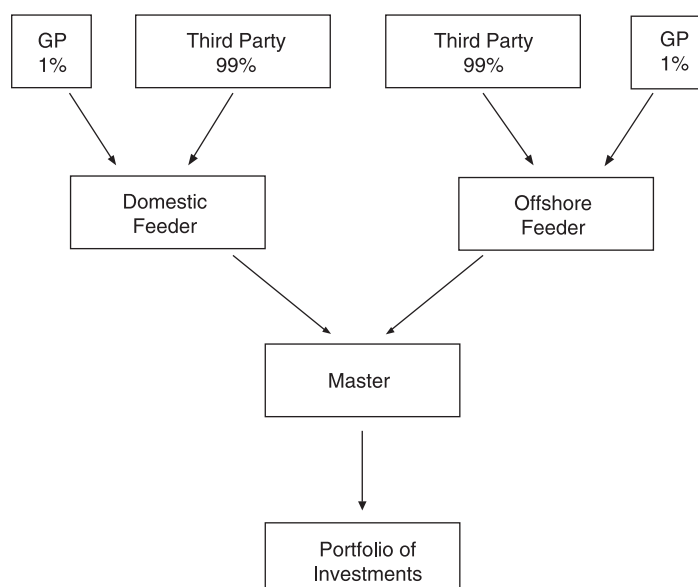 GP
1%
Third Party
99%
Third Party
99%
GP
1%
Domestic
Feeder
Offshore
Feeder
Master
Portfolio of
Investments